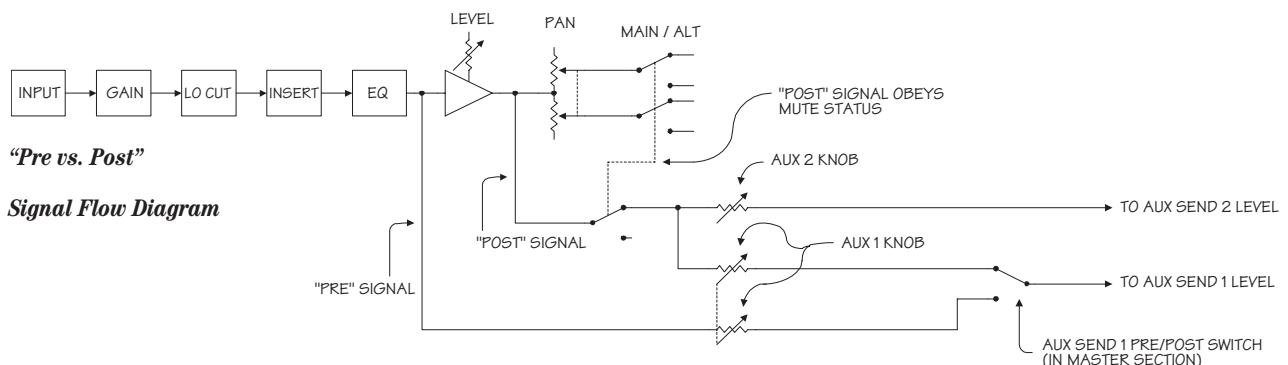 LEVEL
PAN
MAIN / ALT
INPUT
GAIN
LO CUT
INSERT
EQ
"POST" SIGNAL OBEYS
MUTE STATUS
“Pre vs. Post”
Signal Flow Diagram
AUX 2 KNOB
TO AUX SEND 2 LEVEL
"POST" SIGNAL
AUX 1 KNOB
"PRE" SIGNAL
TO AUX SEND 1 LEVEL
AUX SEND 1 PRE/POST SWITCH
(IN MASTER SECTION)